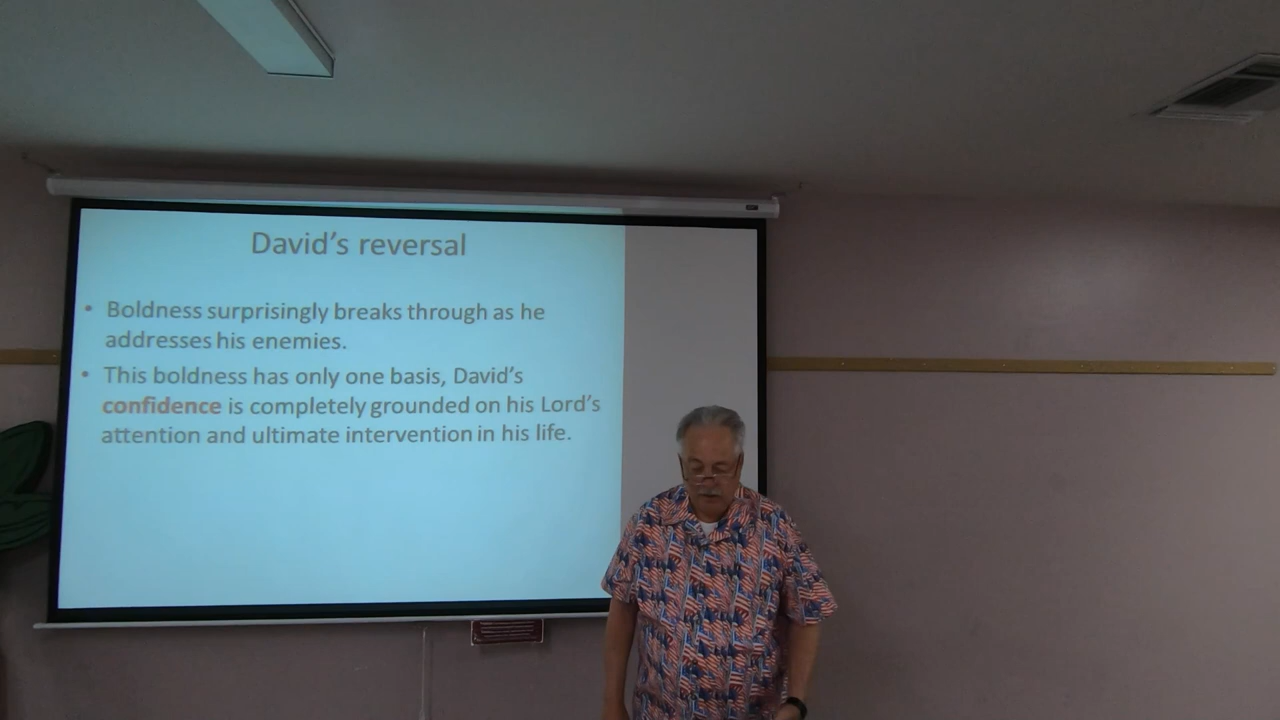 David's reversal
• Boldness surprisingly breaks through as he
addresses his enemies.
• This boldness has only one basis, David's
confidence is completely grounded on his Lord's
attention and ultimate intervention in his life.